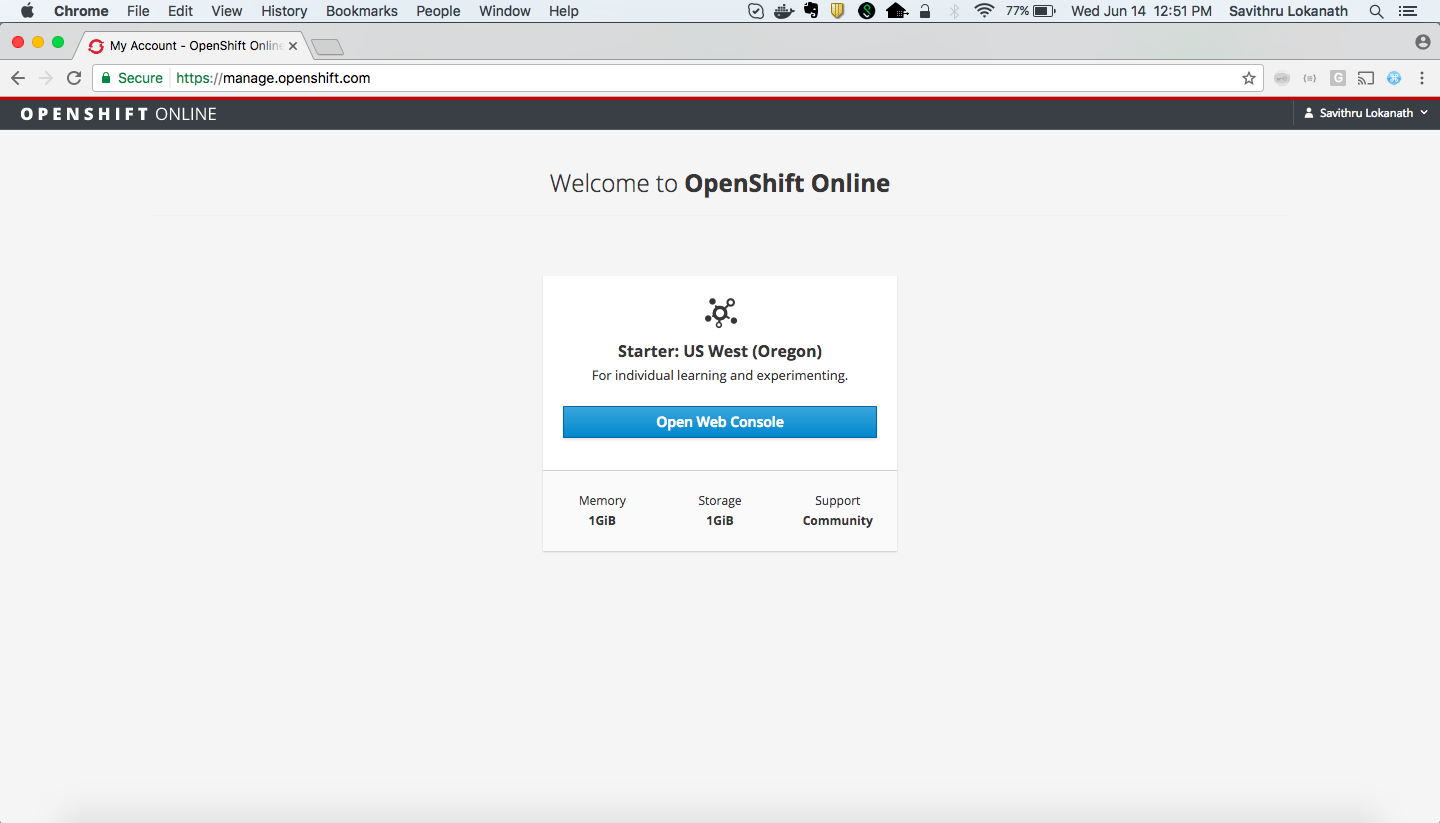 Chrome File Edit View History Bookmarks People Window Help 77% Wed Jun 14 12:51 PM Savithru Lokanath
My Account - OpenShift Online
Secure https://manage.openshift.com G
OPENSHIFT ONLINE Savithru Lokanath
Welcome to OpenShift Online
Starter: US West (Oregon)
For individual learning and experimenting.
Open Web Console
Memory Storage Support
1GiB 1GiB Community